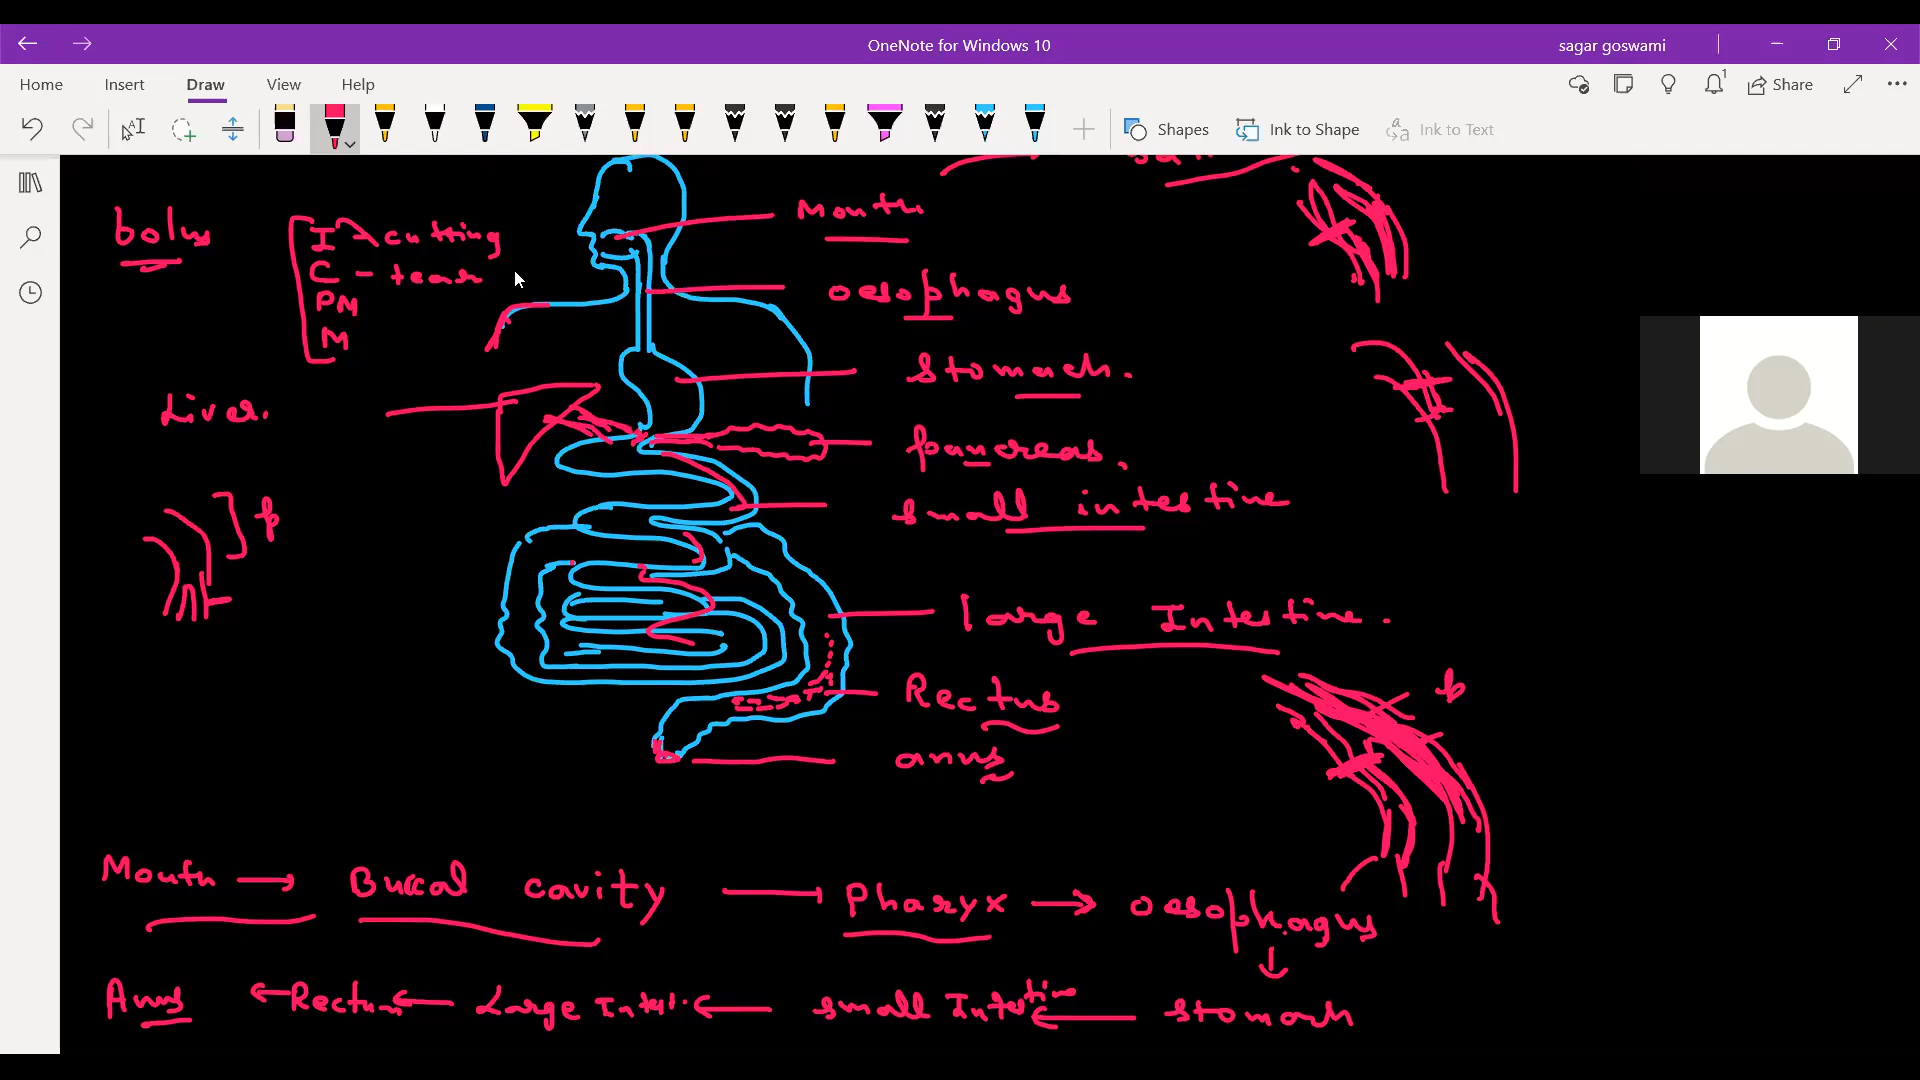 OneNote for Windows 10
sagar goswami
Home Insert Draw View Help
Share
Shapes
Ink to Shape
Ink to Text
bolus
I cutting
C - tear
PM
M
Mouth
oesophagus
Stomach.
Liver.
pancreas.
small intestine
p
large Intestine.
Rectus
anus
Mouth → Buccal cavity → Pharyx → oesophagus
↓
Anus ← Rectum ← Large Intest. ← small Intestine ← stomach